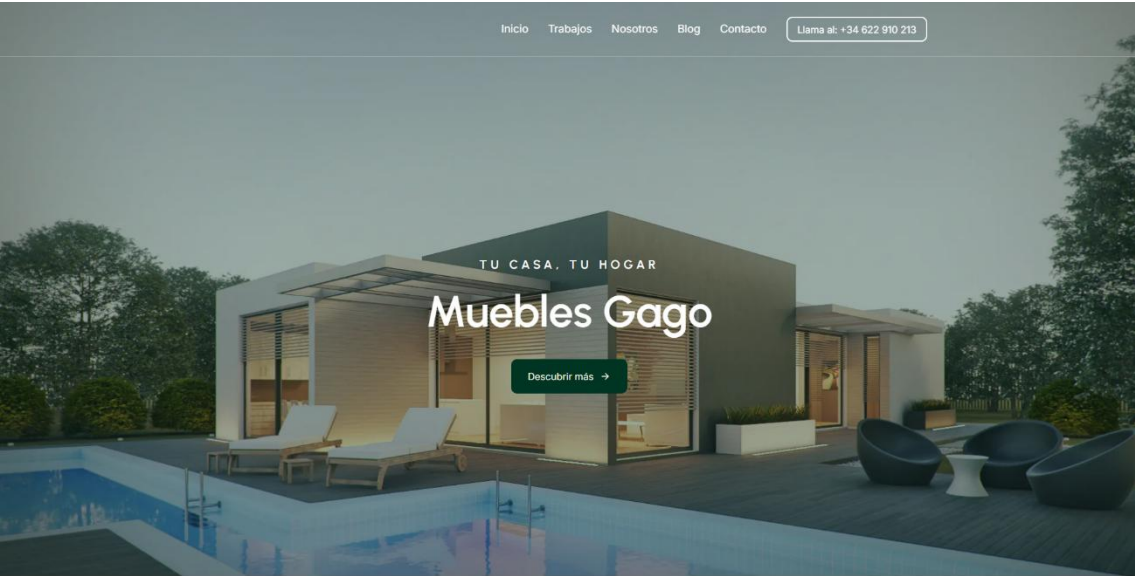 Inicio Trabajos Nosotros Blog Contacto Llama al: +34 622 910 213
TU CASA, TU HOGAR
Muebles Gago
Descubrir más →